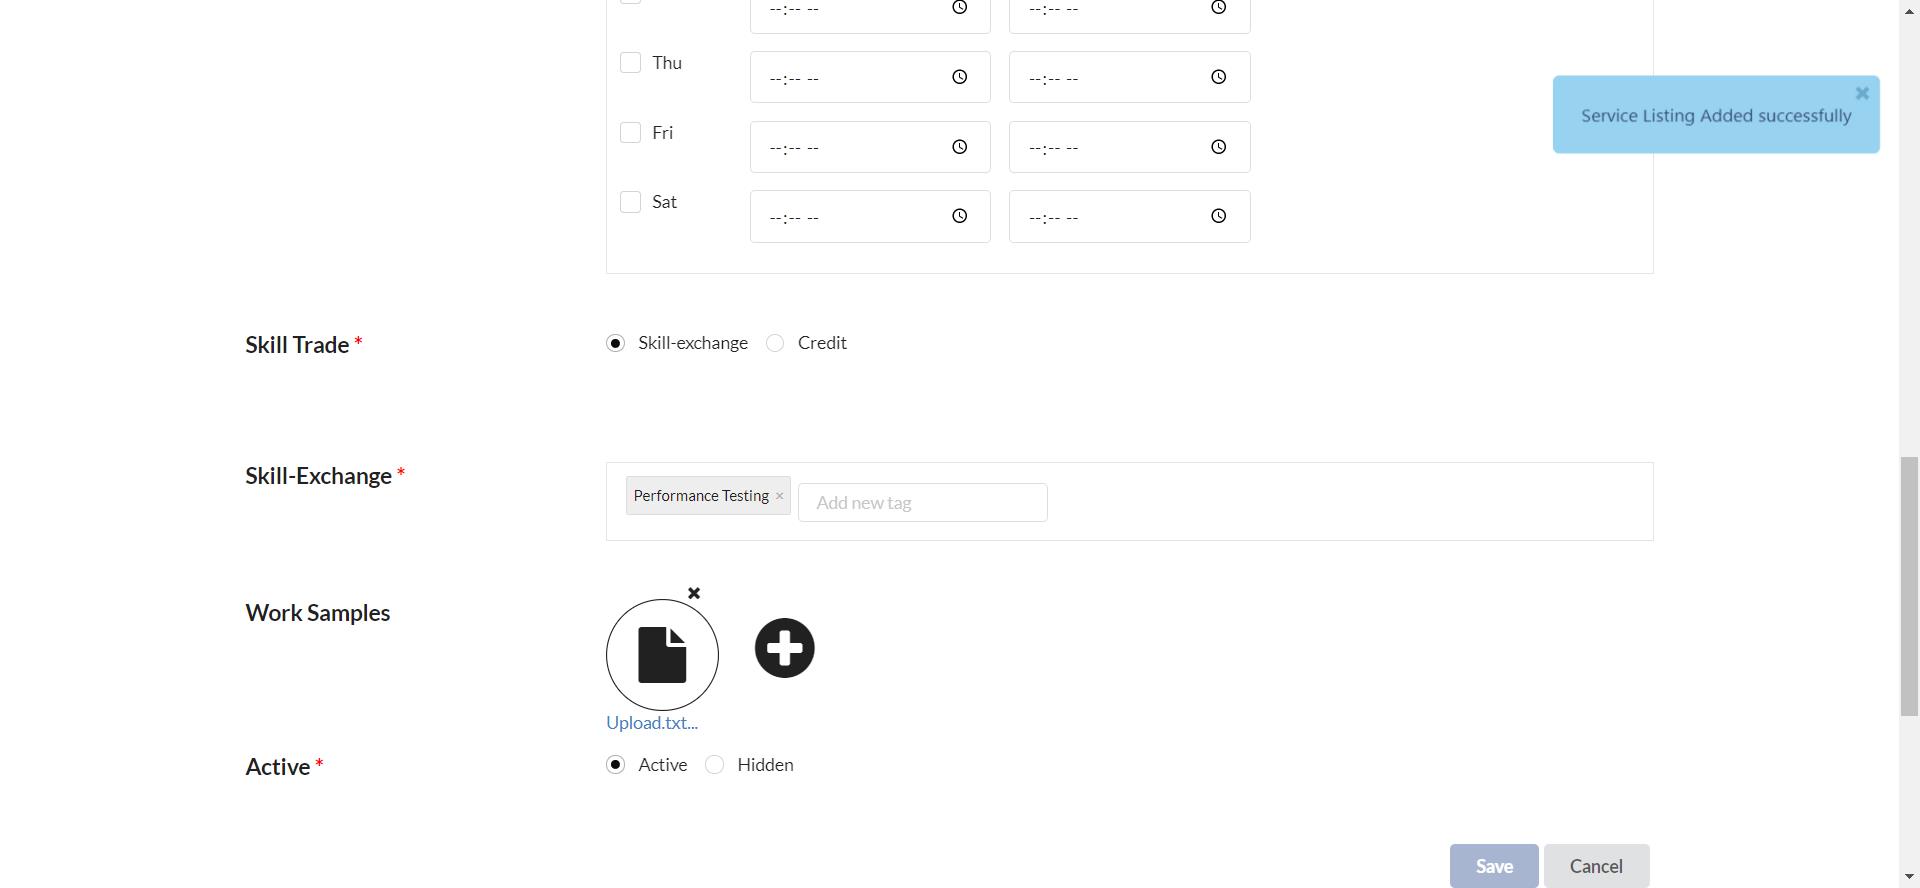 --:-- -- --:-- --
Thu --:-- -- --:-- --
Service Listing Added successfully
Fri --:-- -- --:-- --
Sat --:-- -- --:-- --
Skill Trade * Skill-exchange Credit
Skill-Exchange * Performance Testing × Add new tag
Work Samples
Upload.txt...
Active * Active Hidden
Save Cancel